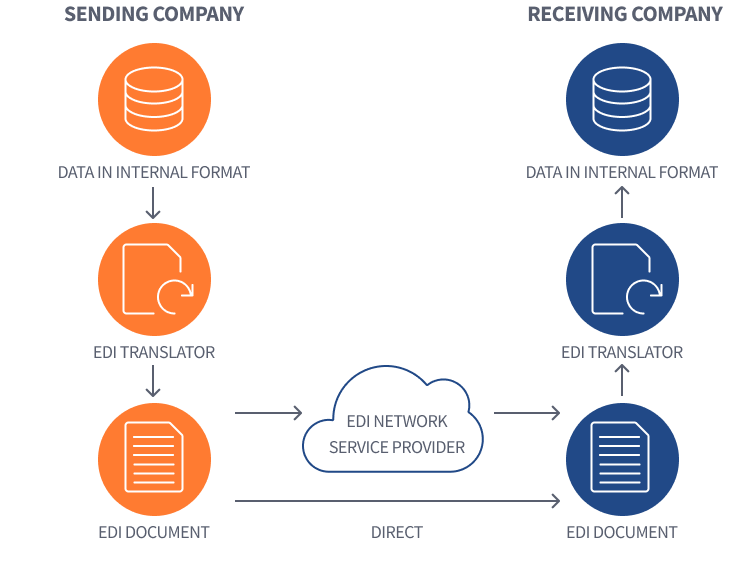 SENDING COMPANY
RECEIVING COMPANY
DATA IN INTERNAL FORMAT
DATA IN INTERNAL FORMAT
EDI TRANSLATOR
EDI TRANSLATOR
EDI NETWORK
SERVICE PROVIDER
EDI DOCUMENT
DIRECT
EDI DOCUMENT